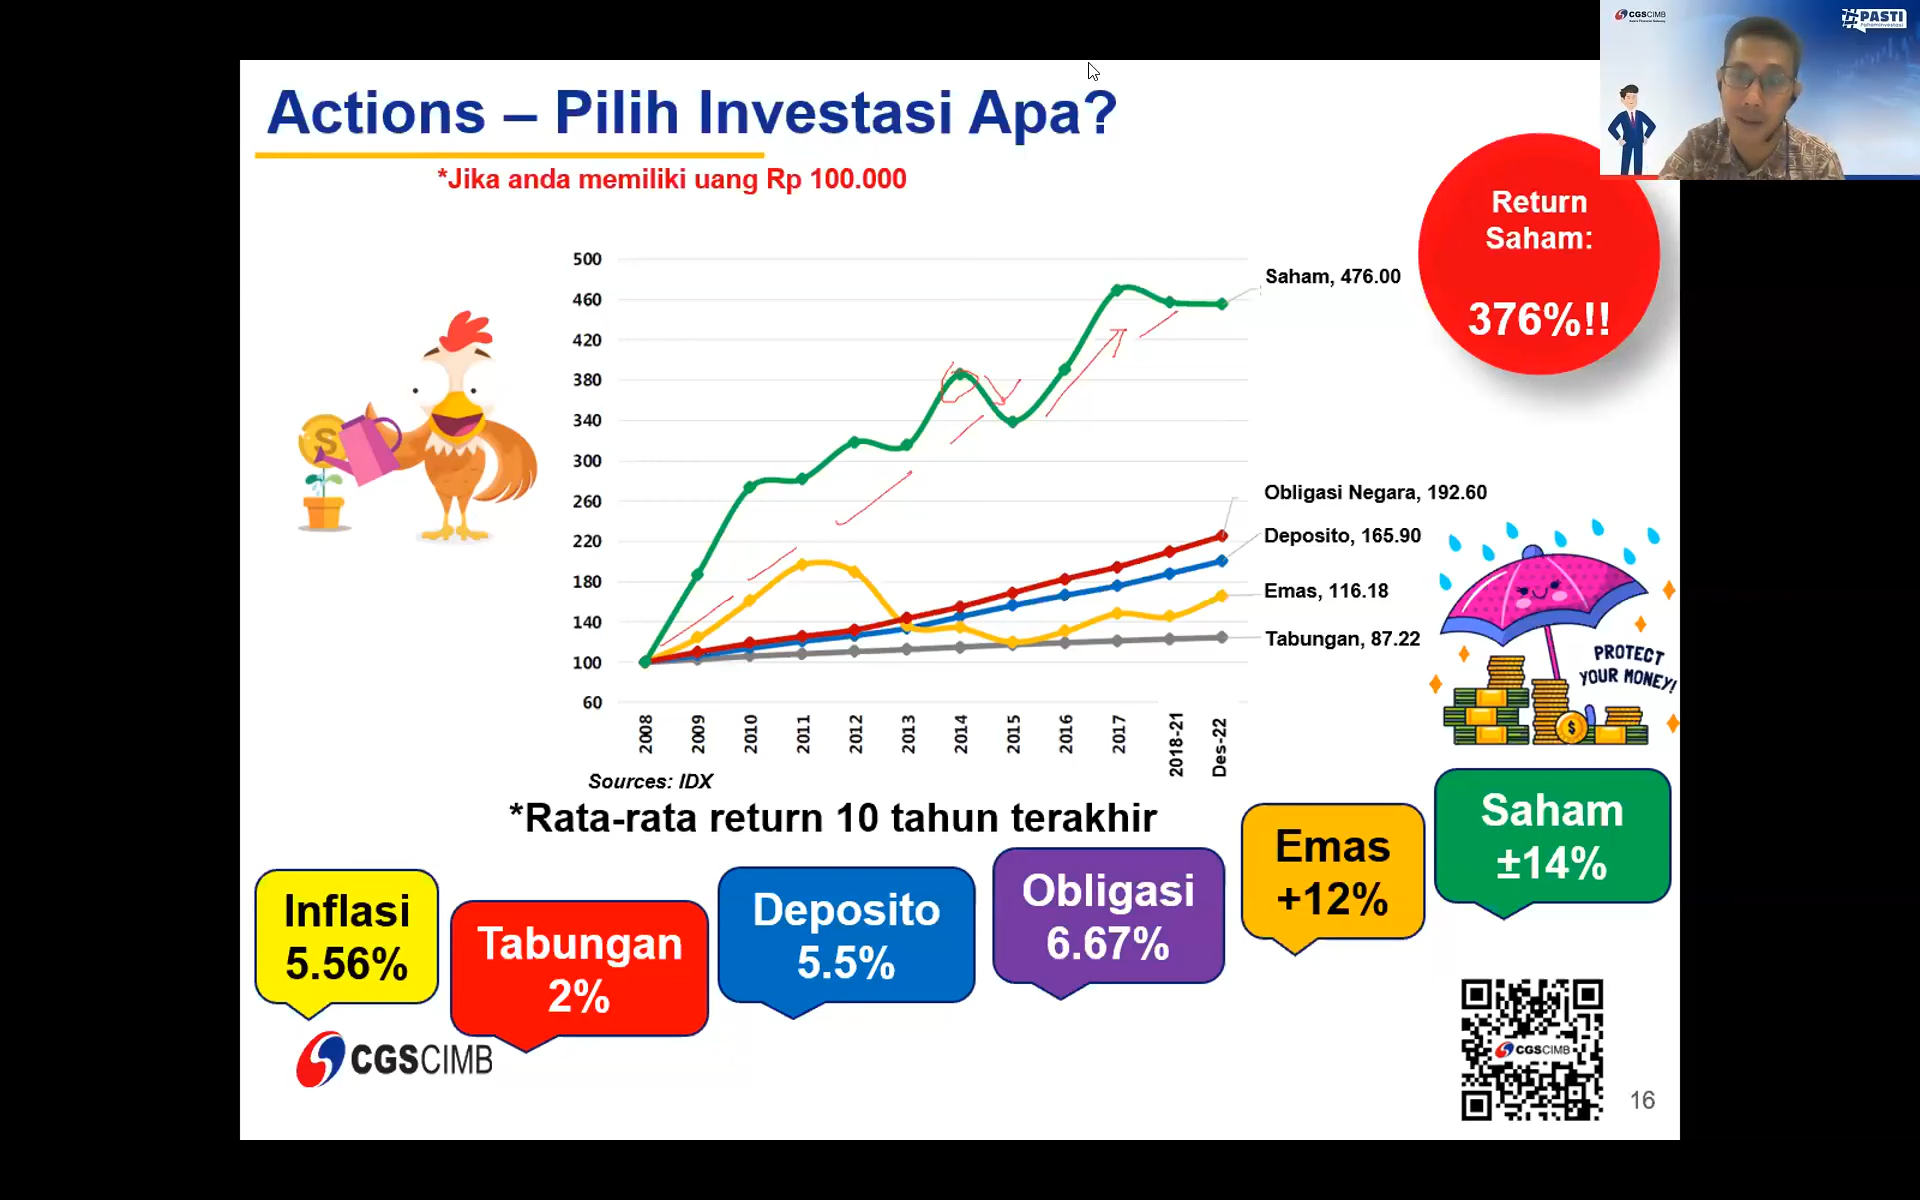 CGSCIMB
#PASTI
Actions – Pilih Investasi Apa?
*Jika anda memiliki uang Rp 100.000
Return
Saham:
376%!!
500
460
420
380
340
300
260
220
180
140
100
60
Saham, 476.00
Obligasi Negara, 192.60
Deposito, 165.90
Emas, 116.18
Tabungan, 87.22
2008
2009
2010
2011
2012
2013
2014
2015
2016
2017
2018-21
Des-22
S
PROTECT
YOUR MONEY!
$
Sources: IDX
*Rata-rata return 10 tahun terakhir
Inflasi
5.56%
Tabungan
2%
Deposito
5.5%
Obligasi
6.67%
Emas
+12%
Saham
±14%
CGSCIMB
CGSCIMB
16